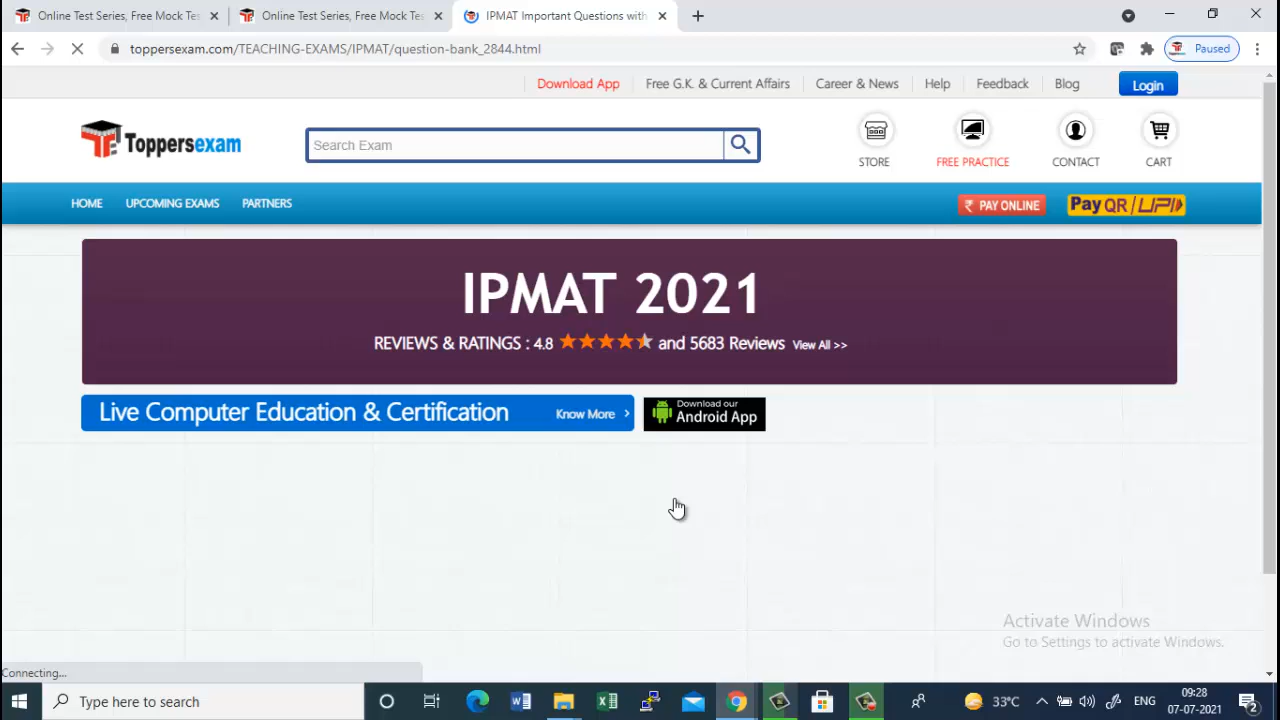 Online Test Series, Free Mock Tes
Online Test Series, Free Mock Tes
IPMAT Important Questions with
toppersexam.com/TEACHING-EXAMS/IPMAT/question-bank_2844.html
Paused
Download App
Free G.K. & Current Affairs
Career & News
Help
Feedback
Blog
Login
Toppersexam
Search Exam
STORE
FREE PRACTICE
CONTACT
CART
HOME
UPCOMING EXAMS
PARTNERS
₹ PAY ONLINE
Pay QR/UPI
IPMAT 2021
REVIEWS & RATINGS : 4.8 ★★★★ and 5683 Reviews View All >>
Live Computer Education & Certification
Know More >
Download our
Android App
Activate Windows
Go to Settings to activate Windows.
Connecting...
Type here to search
33°C
ENG
09:28
07-07-2021
2